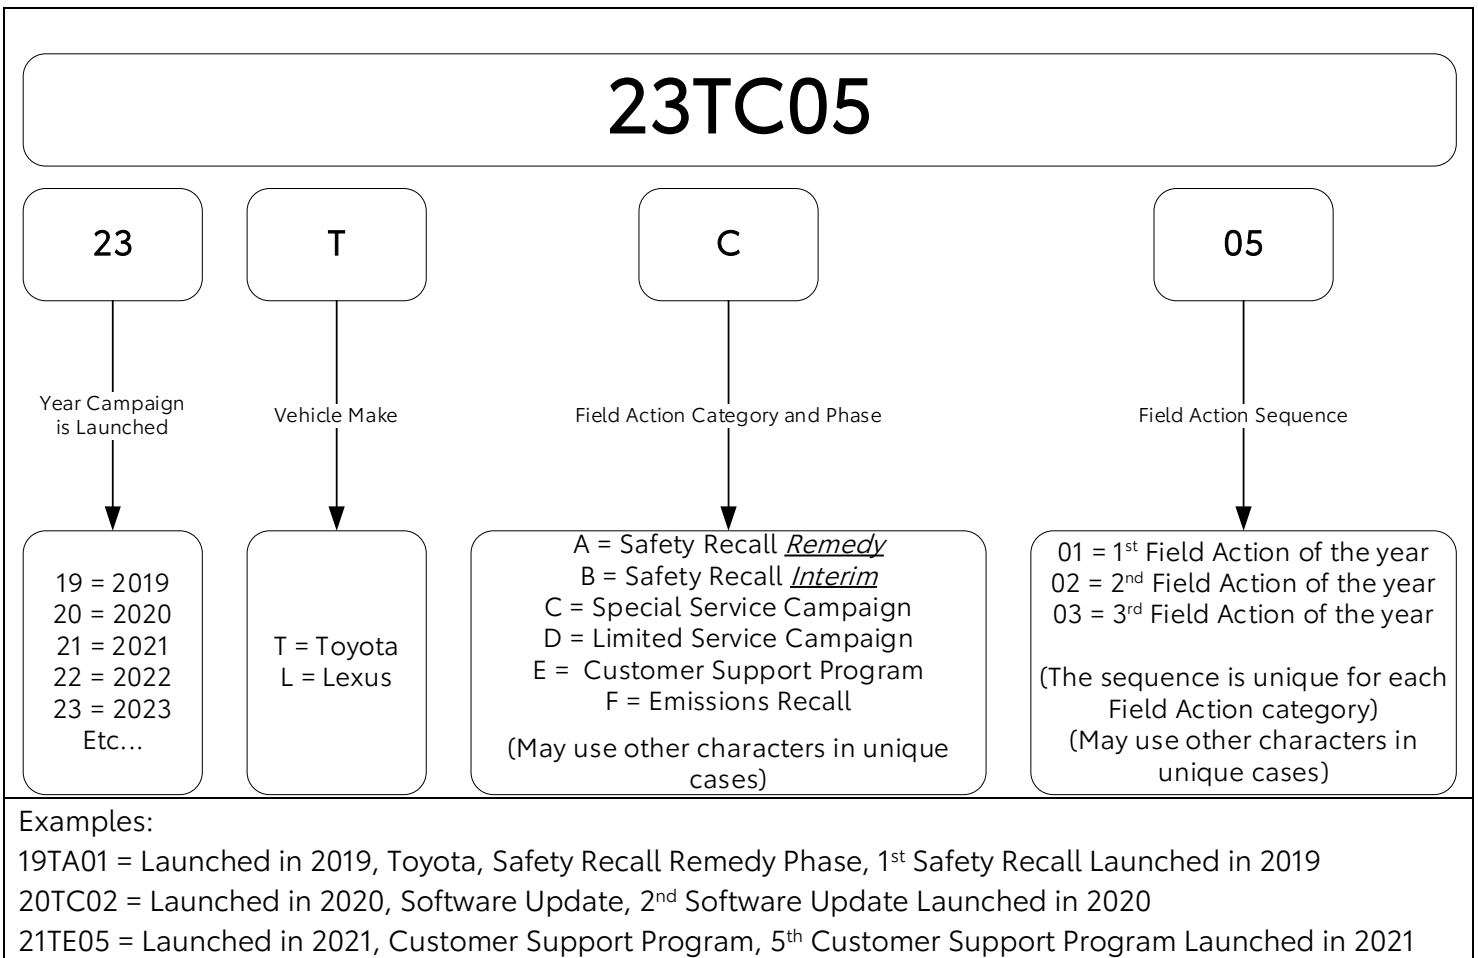 23TC05
23
T
C
05
Year Campaign
is Launched
Vehicle Make
Field Action Category and Phase
Field Action Sequence
19 = 2019
20 = 2020
21 = 2021
22 = 2022
23 = 2023
Etc...
T = Toyota
L = Lexus
A = Safety Recall Remedy
B = Safety Recall Interim
C = Special Service Campaign
D = Limited Service Campaign
E =  Customer Support Program
F = Emissions Recall
(May use other characters in unique
cases)
01 = 1st Field Action of the year
02 = 2nd Field Action of the year
03 = 3rd Field Action of the year
(The sequence is unique for each
Field Action category)
(May use other characters in
unique cases)
Examples:
19TA01 = Launched in 2019, Toyota, Safety Recall Remedy Phase, 1st Safety Recall Launched in 2019
20TC02 = Launched in 2020, Software Update, 2nd Software Update Launched in 2020
21TE05 = Launched in 2021, Customer Support Program, 5th Customer Support Program Launched in 2021